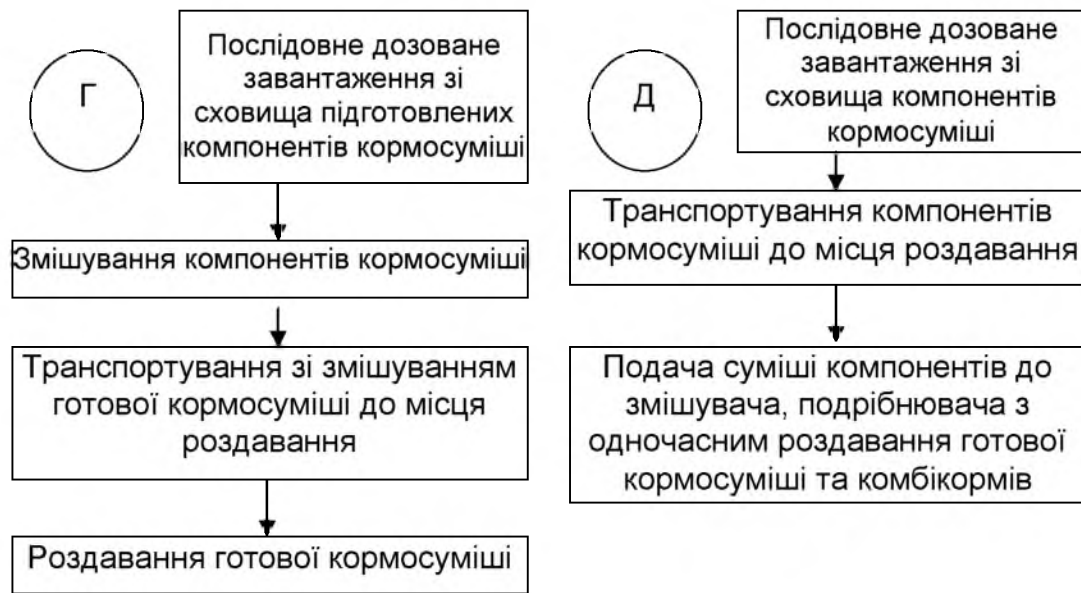 Г
Послідовне дозоване
завантаження зі
сховища підготовлених
компонентів кормосуміші
Змішування компонентів кормосуміші
Транспортування зі змішуванням
готової кормосуміші до місця
роздавання
Роздавання готової кормосуміші
Д
Послідовне дозоване
завантаження зі
сховища компонентів
кормосуміші
Транспортування компонентів
кормосуміші до місця роздавання
Подача суміші компонентів до
змішувача, подрібнювача з
одночасним роздавання готової
кормосуміші та комбікормів